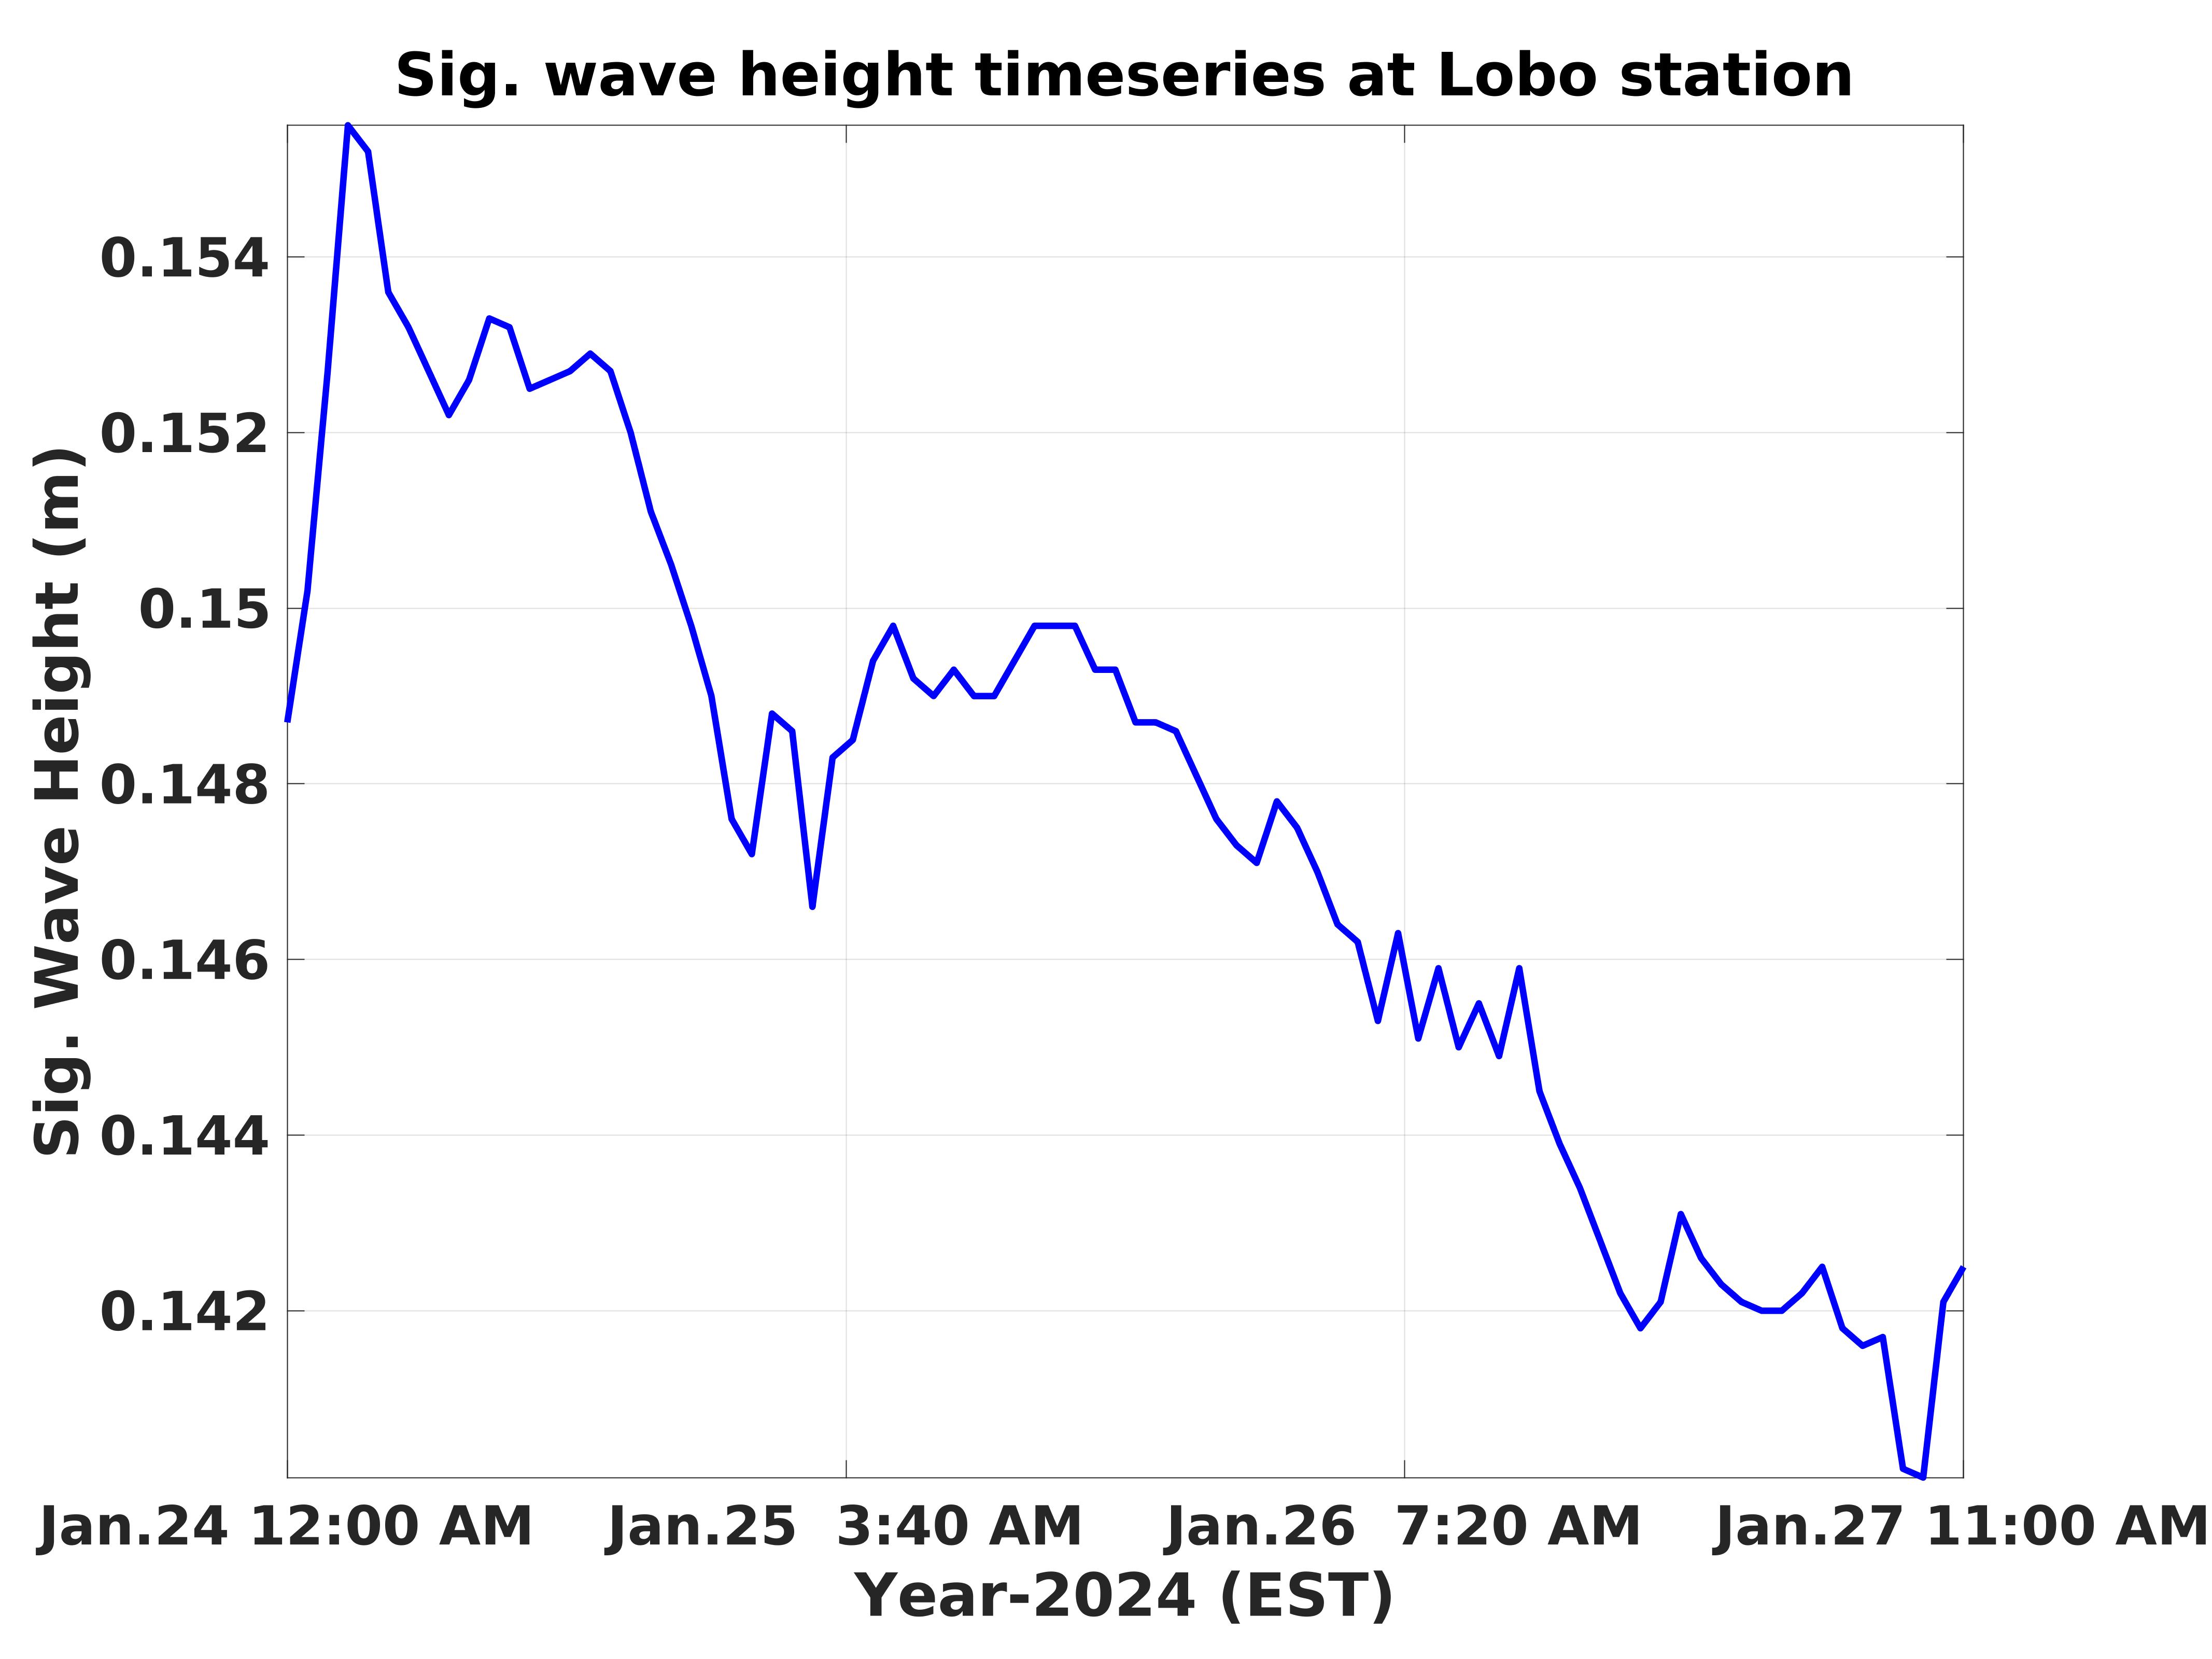 Sig. wave height timeseries at Lobo station
Sig. Wave Height (m)
0.154
0.152
0.15
0.148
0.146
0.144
0.142
Jan.24 12:00 AM Jan.25 3:40 AM Jan.26 7:20 AM Jan.27 11:00 AM
Year-2024 (EST)